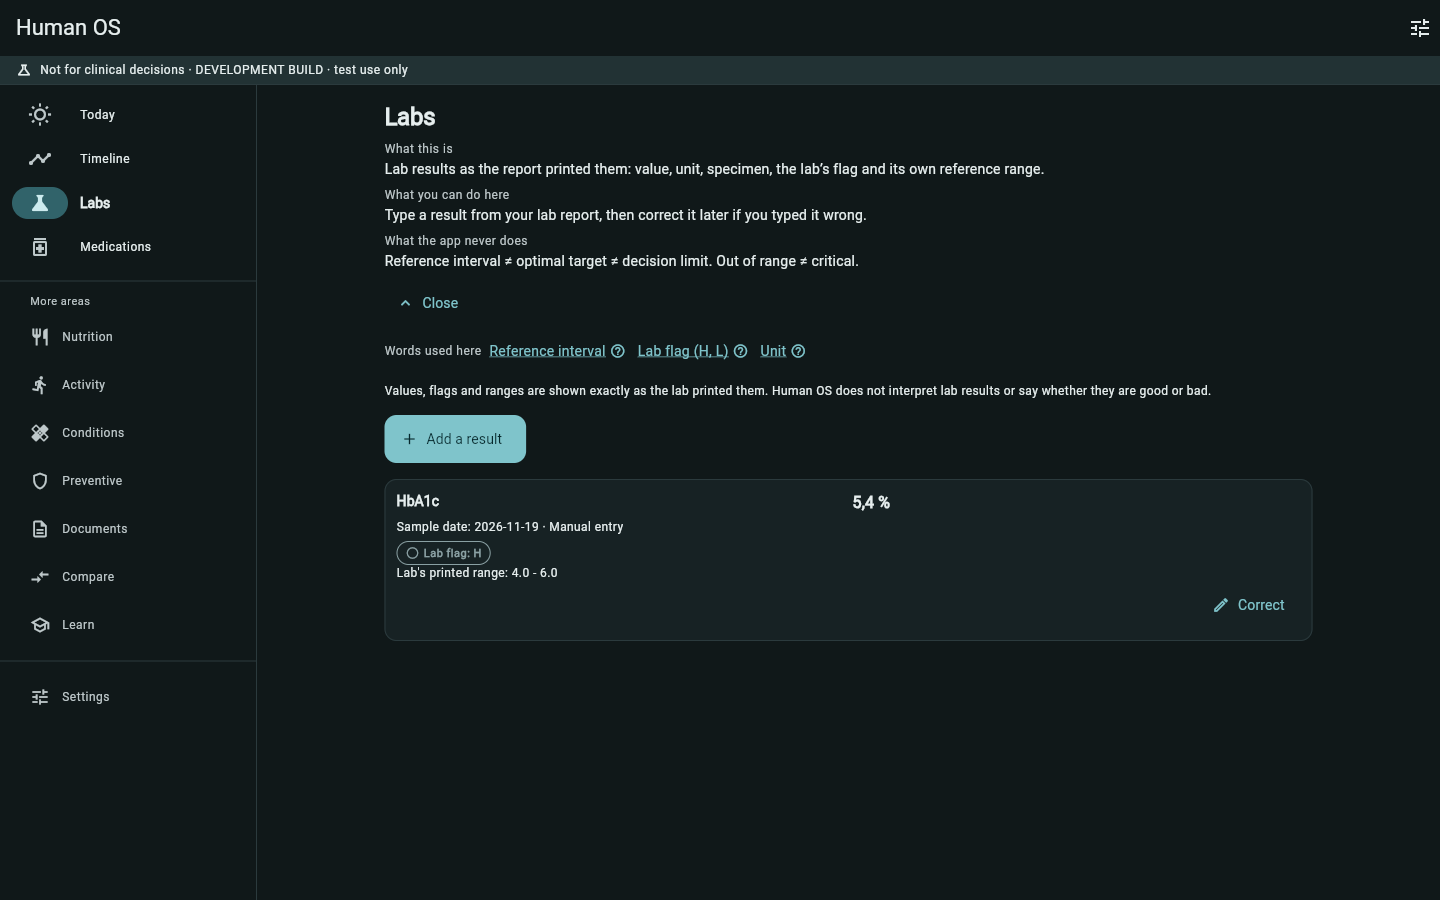 Human OS
Not for clinical decisions · DEVELOPMENT BUILD · test use only
Today
Timeline
Labs
Medications
More areas
Nutrition
Activity
Conditions
Preventive
Documents
Compare
Learn
Settings
Labs
What this is
Lab results as the report printed them: value, unit, specimen, the lab’s flag and its own reference range.
What you can do here
Type a result from your lab report, then correct it later if you typed it wrong.
What the app never does
Reference interval ≠ optimal target ≠ decision limit. Out of range ≠ critical.
Close
Words used here Reference interval Lab flag (H, L) Unit
Values, flags and ranges are shown exactly as the lab printed them. Human OS does not interpret lab results or say whether they are good or bad.
Add a result
HbA1c 5,4 %
Sample date: 2026-11-19 · Manual entry
Lab flag: H
Lab's printed range: 4.0 - 6.0
Correct